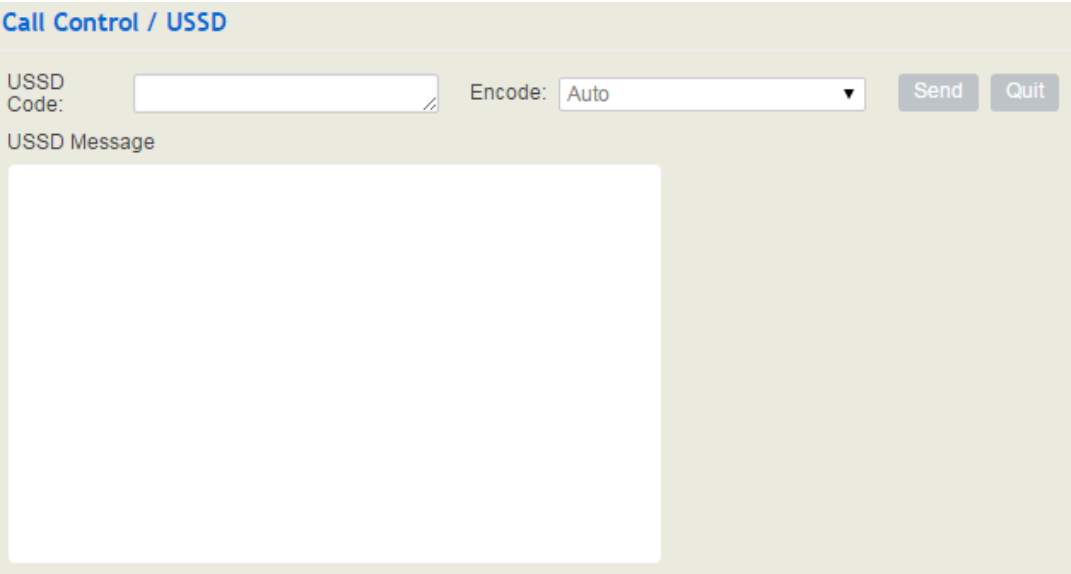 Call Control / USSD
USSD
Code:
Encode: Auto Send Quit
USSD Message